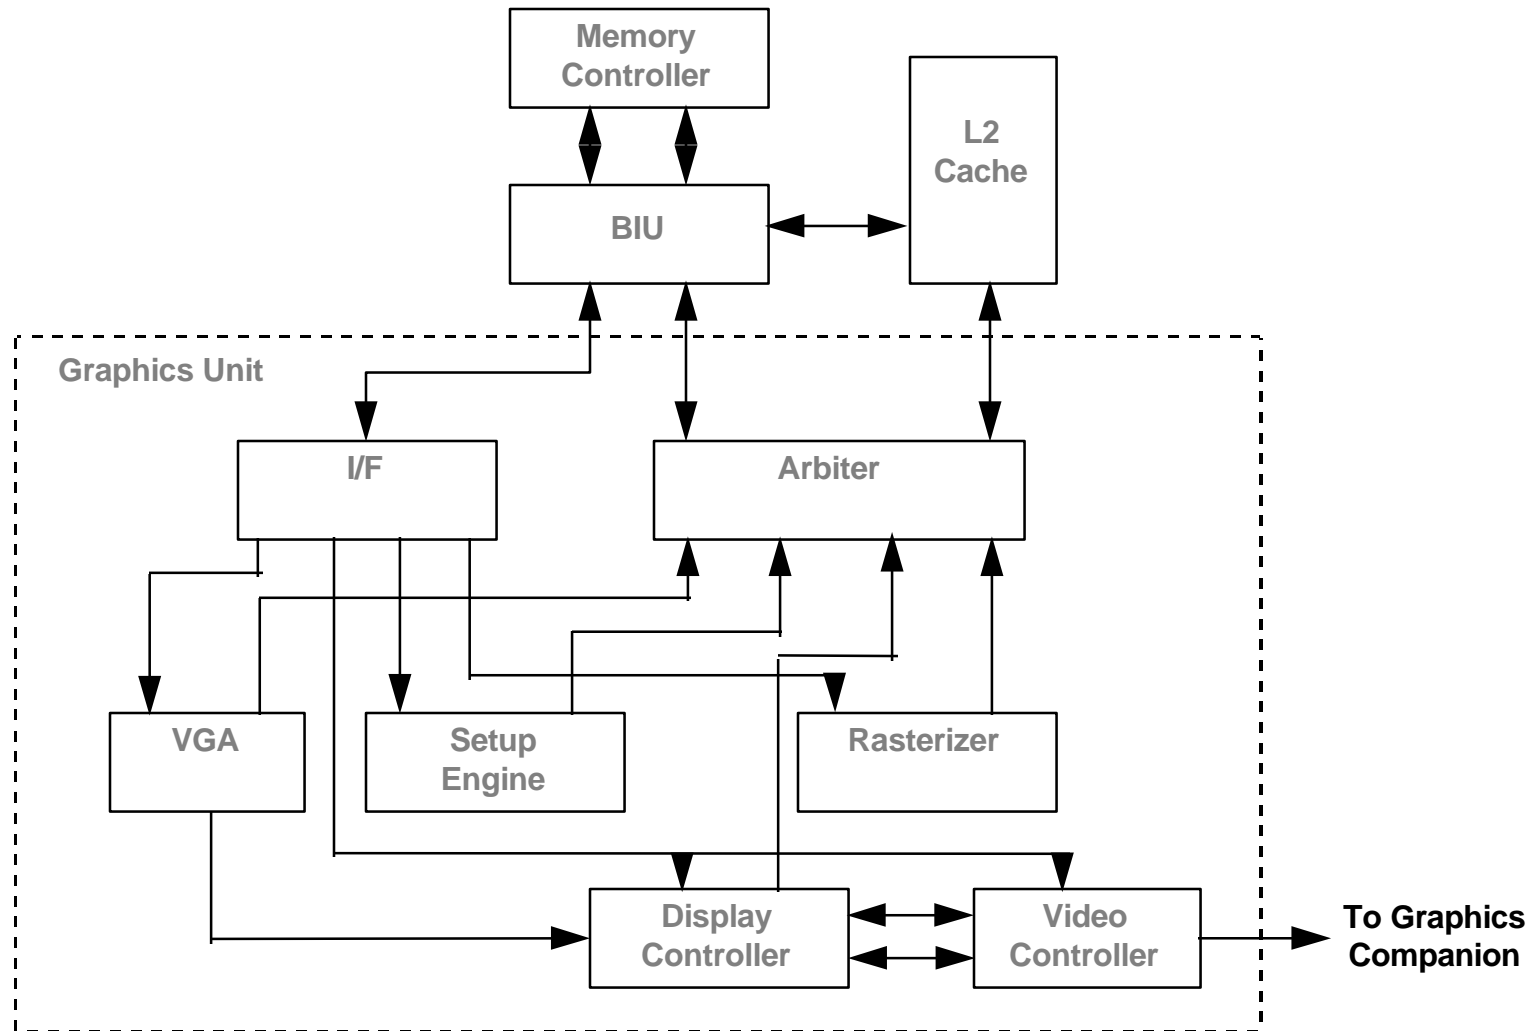 Memory
Controller
L2
Cache
BIU
Graphics Unit
I/F
Arbiter
VGA
Setup
Engine
Rasterizer
Display
Controller
Video
Controller
To Graphics
Companion